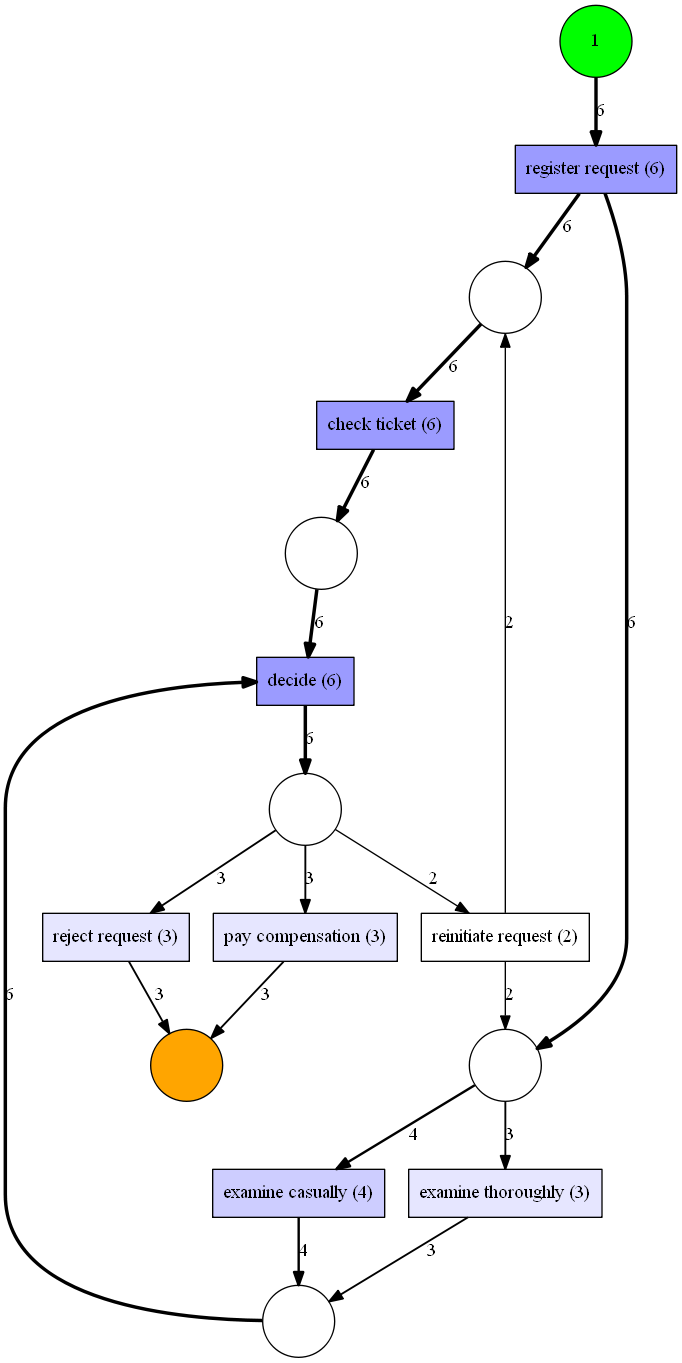 1
6
register request (6)
6
6
check ticket (6)
6
6
2
6
decide (6)
6
3
3
2
reject request (3)
pay compensation (3)
reinitiate request (2)
6
3
3
2
4
3
examine casually (4)
examine thoroughly (3)
4
3